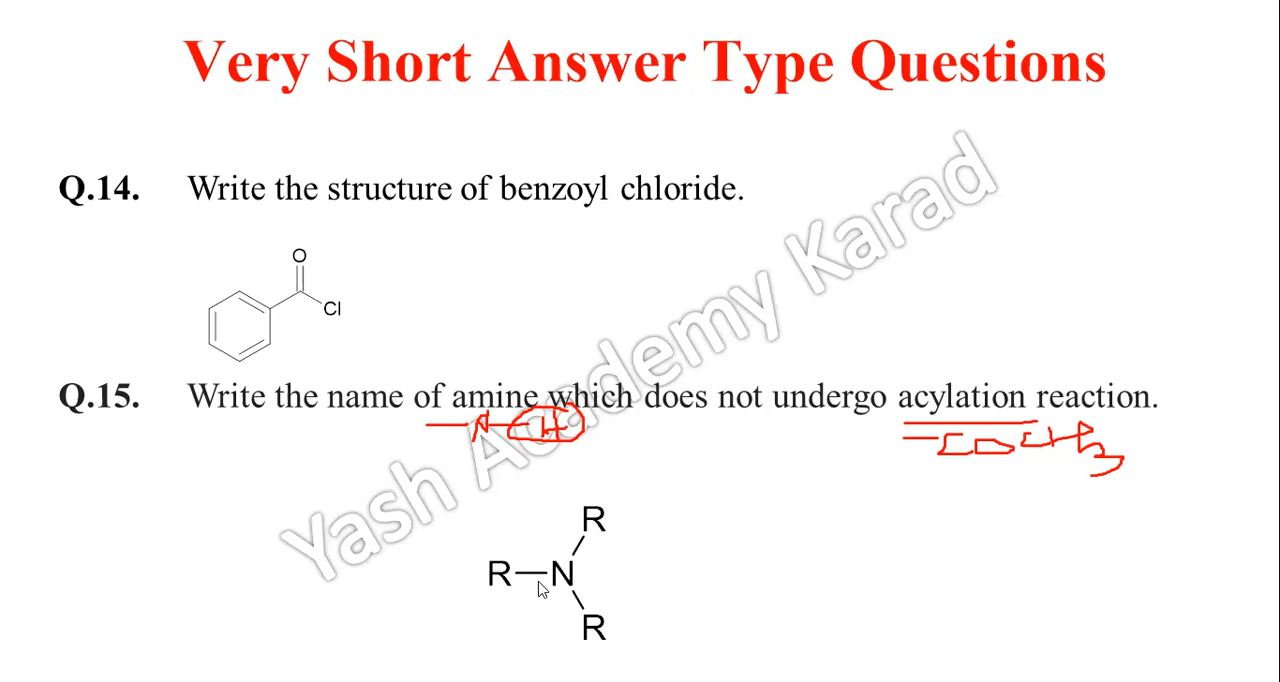 Very Short Answer Type Questions
Q.14. Write the structure of benzoyl chloride.
O
Cl
Q.15. Write the name of amine which does not undergo acylation reaction.
-N-H
-COCH3
Yash Academy Karad
R
R-N
R